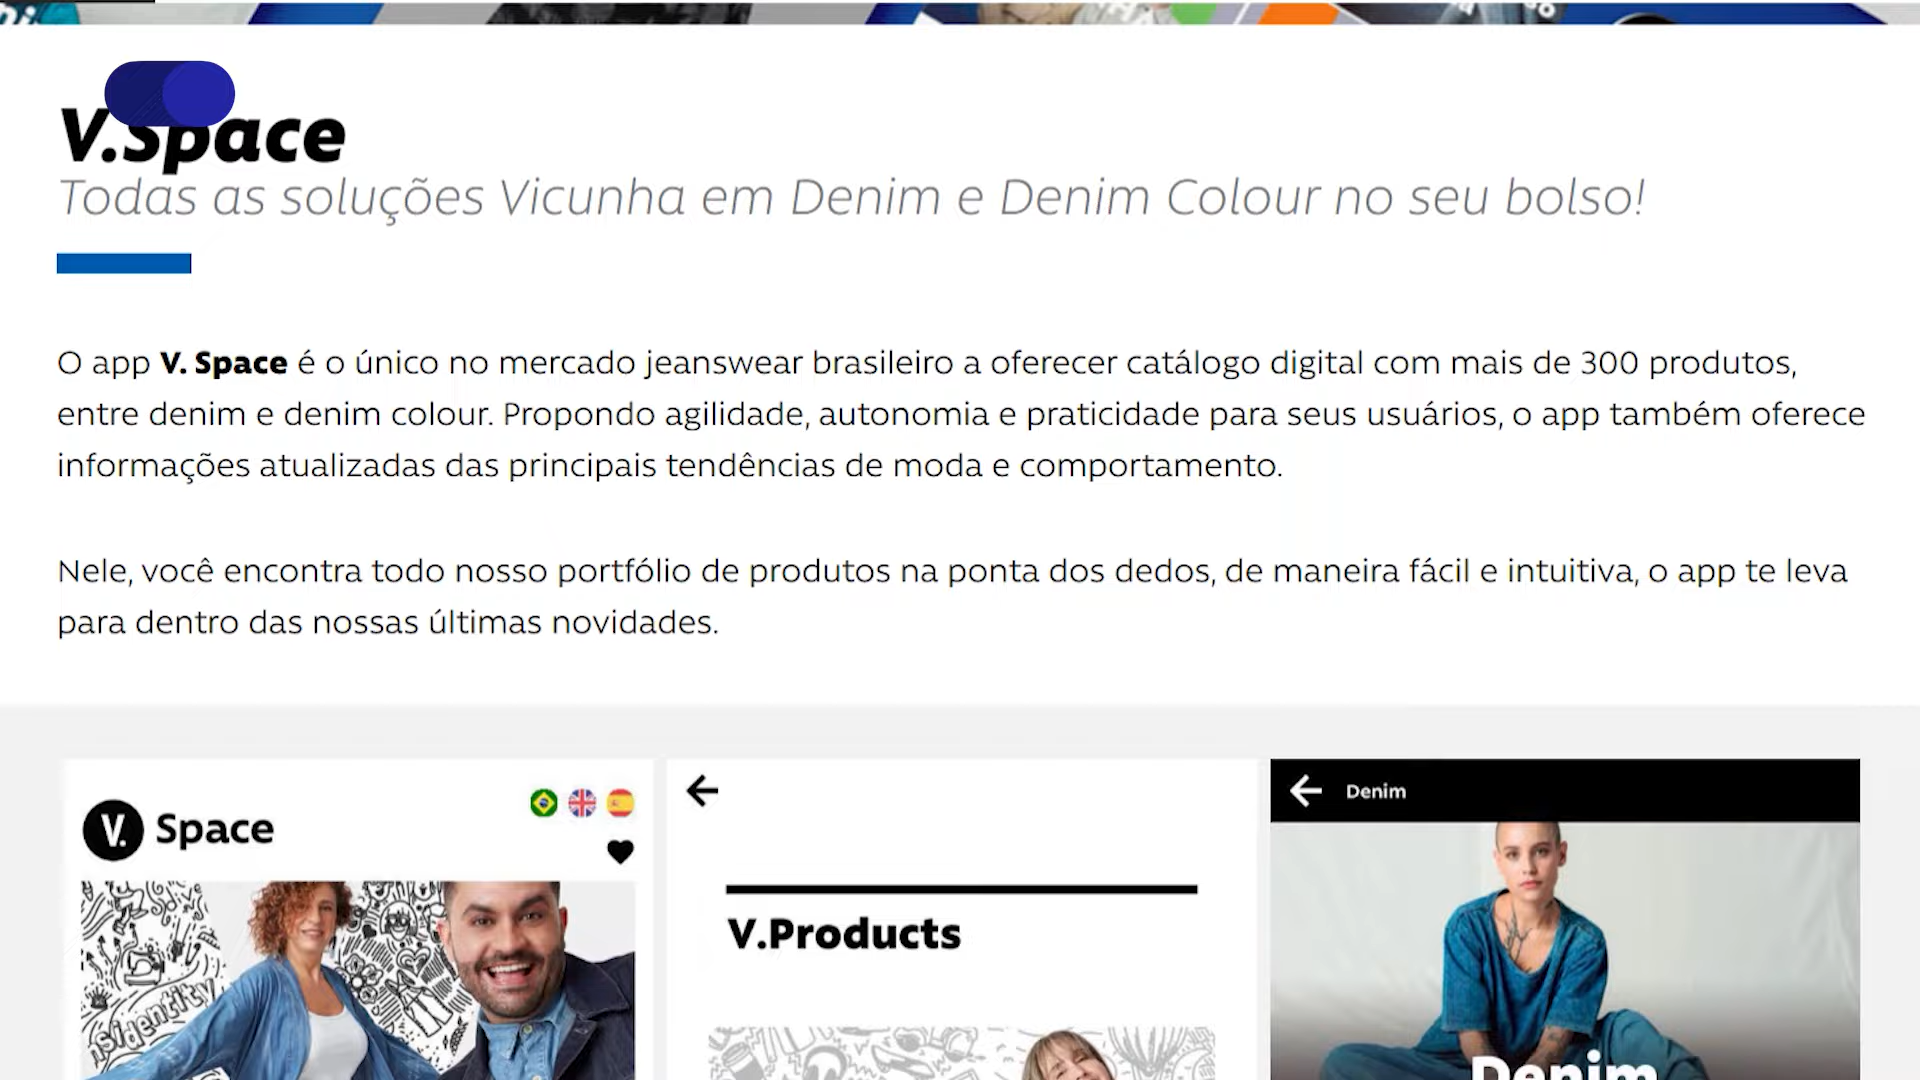 V.Space
Todas as soluções Vicunha em Denim e Denim Colour no seu bolso!
O app V. Space é o único no mercado jeanswear brasileiro a oferecer catálogo digital com mais de 300 produtos,
entre denim e denim colour. Propondo agilidade, autonomia e praticidade para seus usuários, o app também oferece
informações atualizadas das principais tendências de moda e comportamento.
Nele, você encontra todo nosso portfólio de produtos na ponta dos dedos, de maneira fácil e intuitiva, o app te leva
para dentro das nossas últimas novidades.
V. Space
Denim
V.Products
Denim